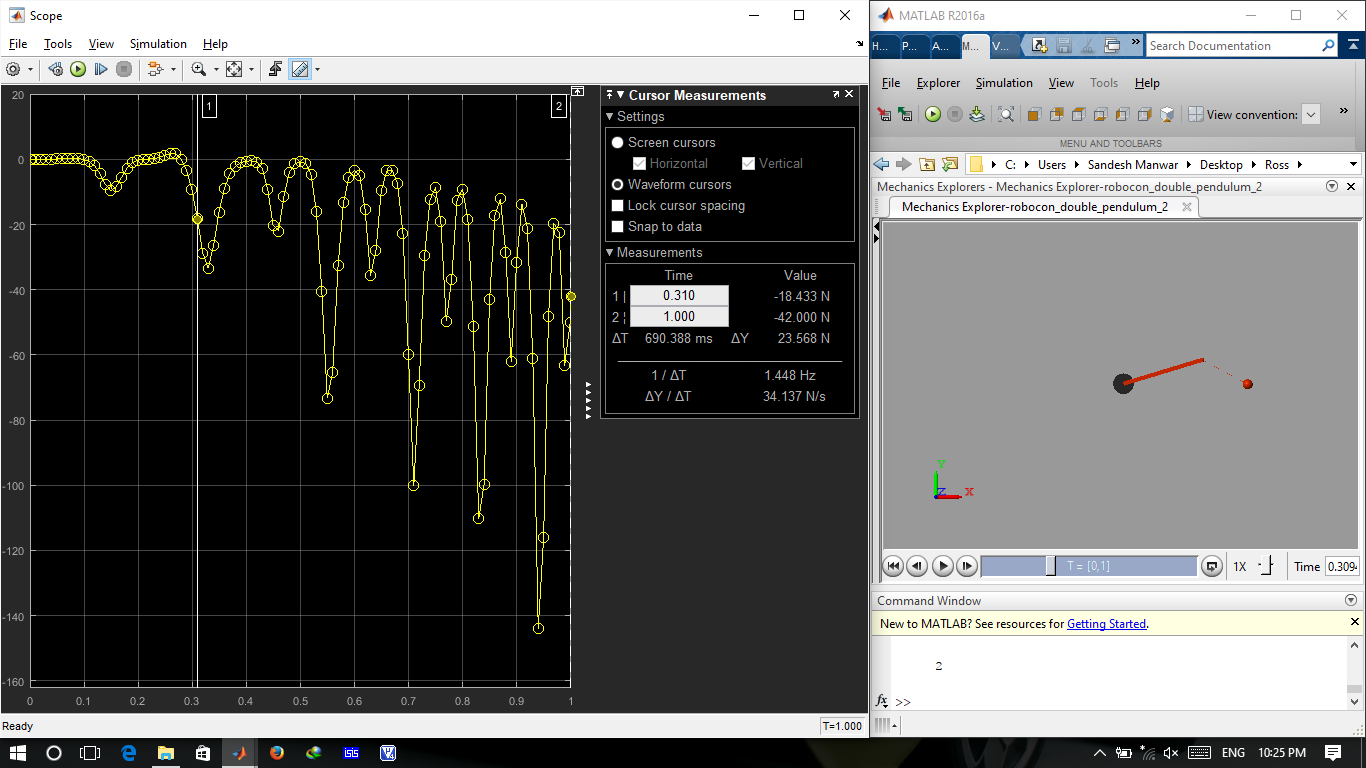 Scope
File Tools View Simulation Help
20
0
-20
-40
-60
-80
-100
-120
-140
-160
0 0.1 0.2 0.3 0.4 0.5 0.6 0.7 0.8 0.9 1
1
2
Cursor Measurements
Settings
Screen cursors
Horizontal Vertical
Waveform cursors
Lock cursor spacing
Snap to data
Measurements
Time Value
1 | 0.310 -18.433 N
2 ¦ 1.000 -42.000 N
ΔT 690.388 ms ΔY 23.568 N
1 / ΔT 1.448 Hz
ΔY / ΔT 34.137 N/s
Ready
T=1.000
MATLAB R2016a
H... P... A... M... V... » Search Documentation
File Explorer Simulation View Tools Help
View convention: »
MENU AND TOOLBARS
C: Users Sandesh Manwar Desktop Ross
Mechanics Explorers - Mechanics Explorer-robocon_double_pendulum_2
Mechanics Explorer-robocon_double_pendulum_2
Y
Z X
T = [0,1] 1X Time 0.3094
Command Window
New to MATLAB? See resources for Getting Started.
2
fx >>
isis
ENG 10:25 PM